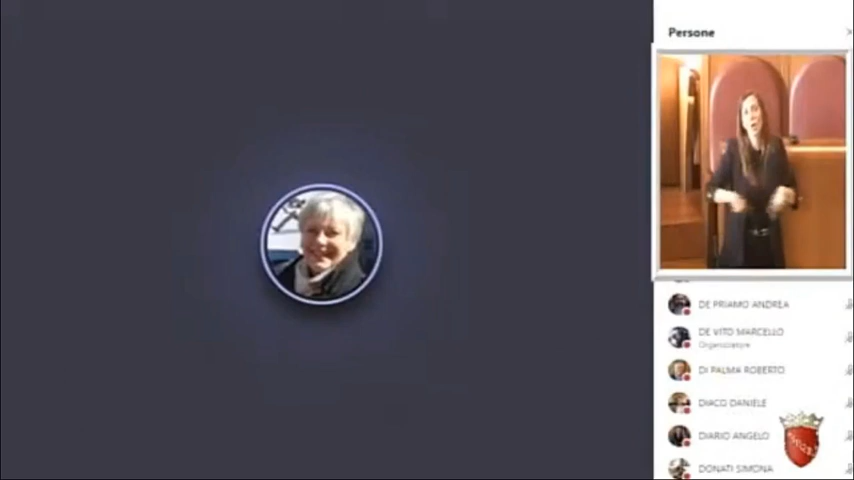 Persone
DE PRIAMO ANDREA
DE VITO MARCELLO
Organizzatore
DI PALMA ROBERTO
DIACO DANIELE
DIARIO ANGELO
DONATI SIMONA